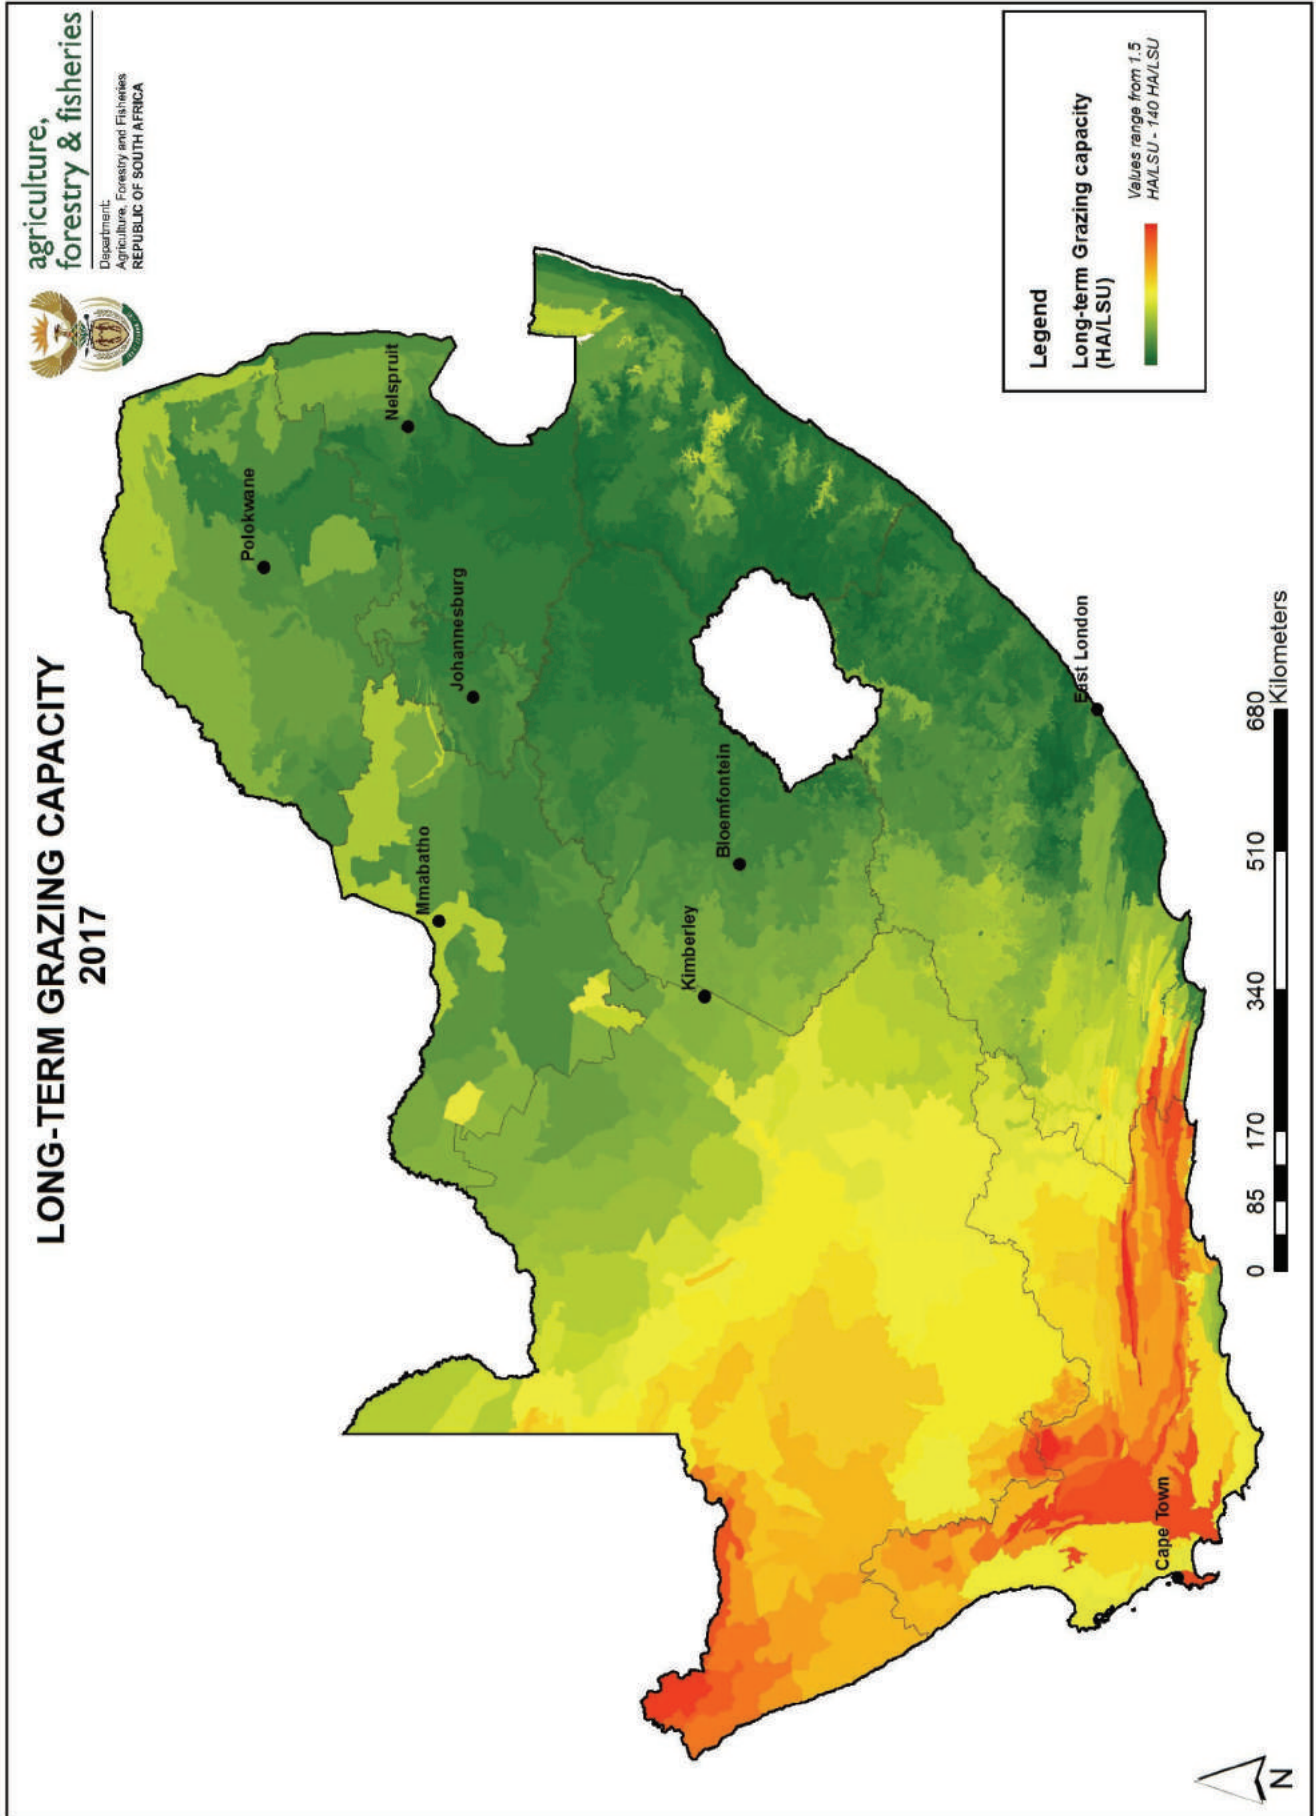 LONG-TERM GRAZING CAPACITY
2017
agriculture,
forestry & fisheries
Department:
Agriculture, Forestry and Fisheries
REPUBLIC OF SOUTH AFRICA
Polokwane
Nelspruit
Johannesburg
Mmabatho
Kimberley
Bloemfontein
East London
Cape Town
Legend
Long-term Grazing capacity
(HA/LSU)
Values range from 1.5
HA/LSU - 140 HA/LSU
N
0 85 170 340 510 680
Kilometers